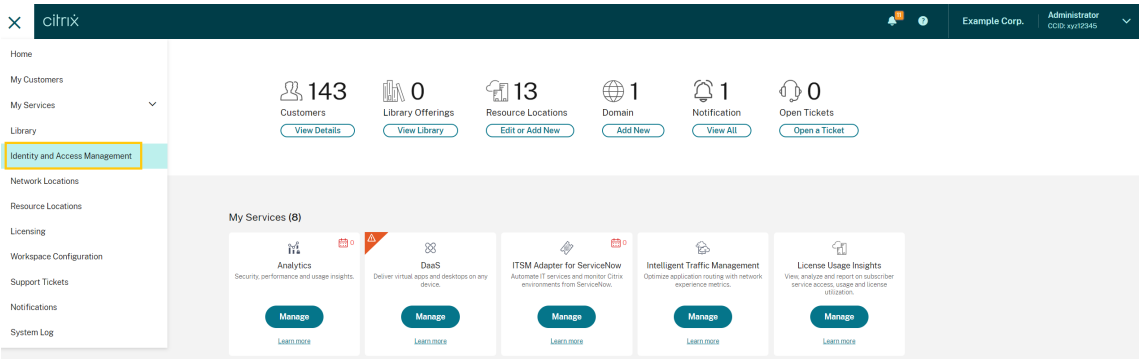 citrix
11
?
Example Corp.
Administrator
CCID: xyz12345
Home
My Customers
My Services
Library
Identity and Access Management
Network Locations
Resource Locations
Licensing
Workspace Configuration
Support Tickets
Notifications
System Log
143
Customers
View Details
0
Library Offerings
View Library
13
Resource Locations
Edit or Add New
1
Domain
Add New
1
Notification
View All
0
Open Tickets
Open a Ticket
My Services (8)
0
Analytics
Security, performance and usage insights.
Manage
Learn more
DaaS
Deliver virtual apps and desktops on any
device.
Manage
Learn more
0
ITSM Adapter for ServiceNow
Automate IT services and monitor Citrix
environments from ServiceNow.
Manage
Learn more
Intelligent Traffic Management
Optimize application routing with network
experience metrics.
Manage
Learn more
License Usage Insights
View, analyze and report on subscriber
service access, usage and license
utilization.
Manage
Learn more